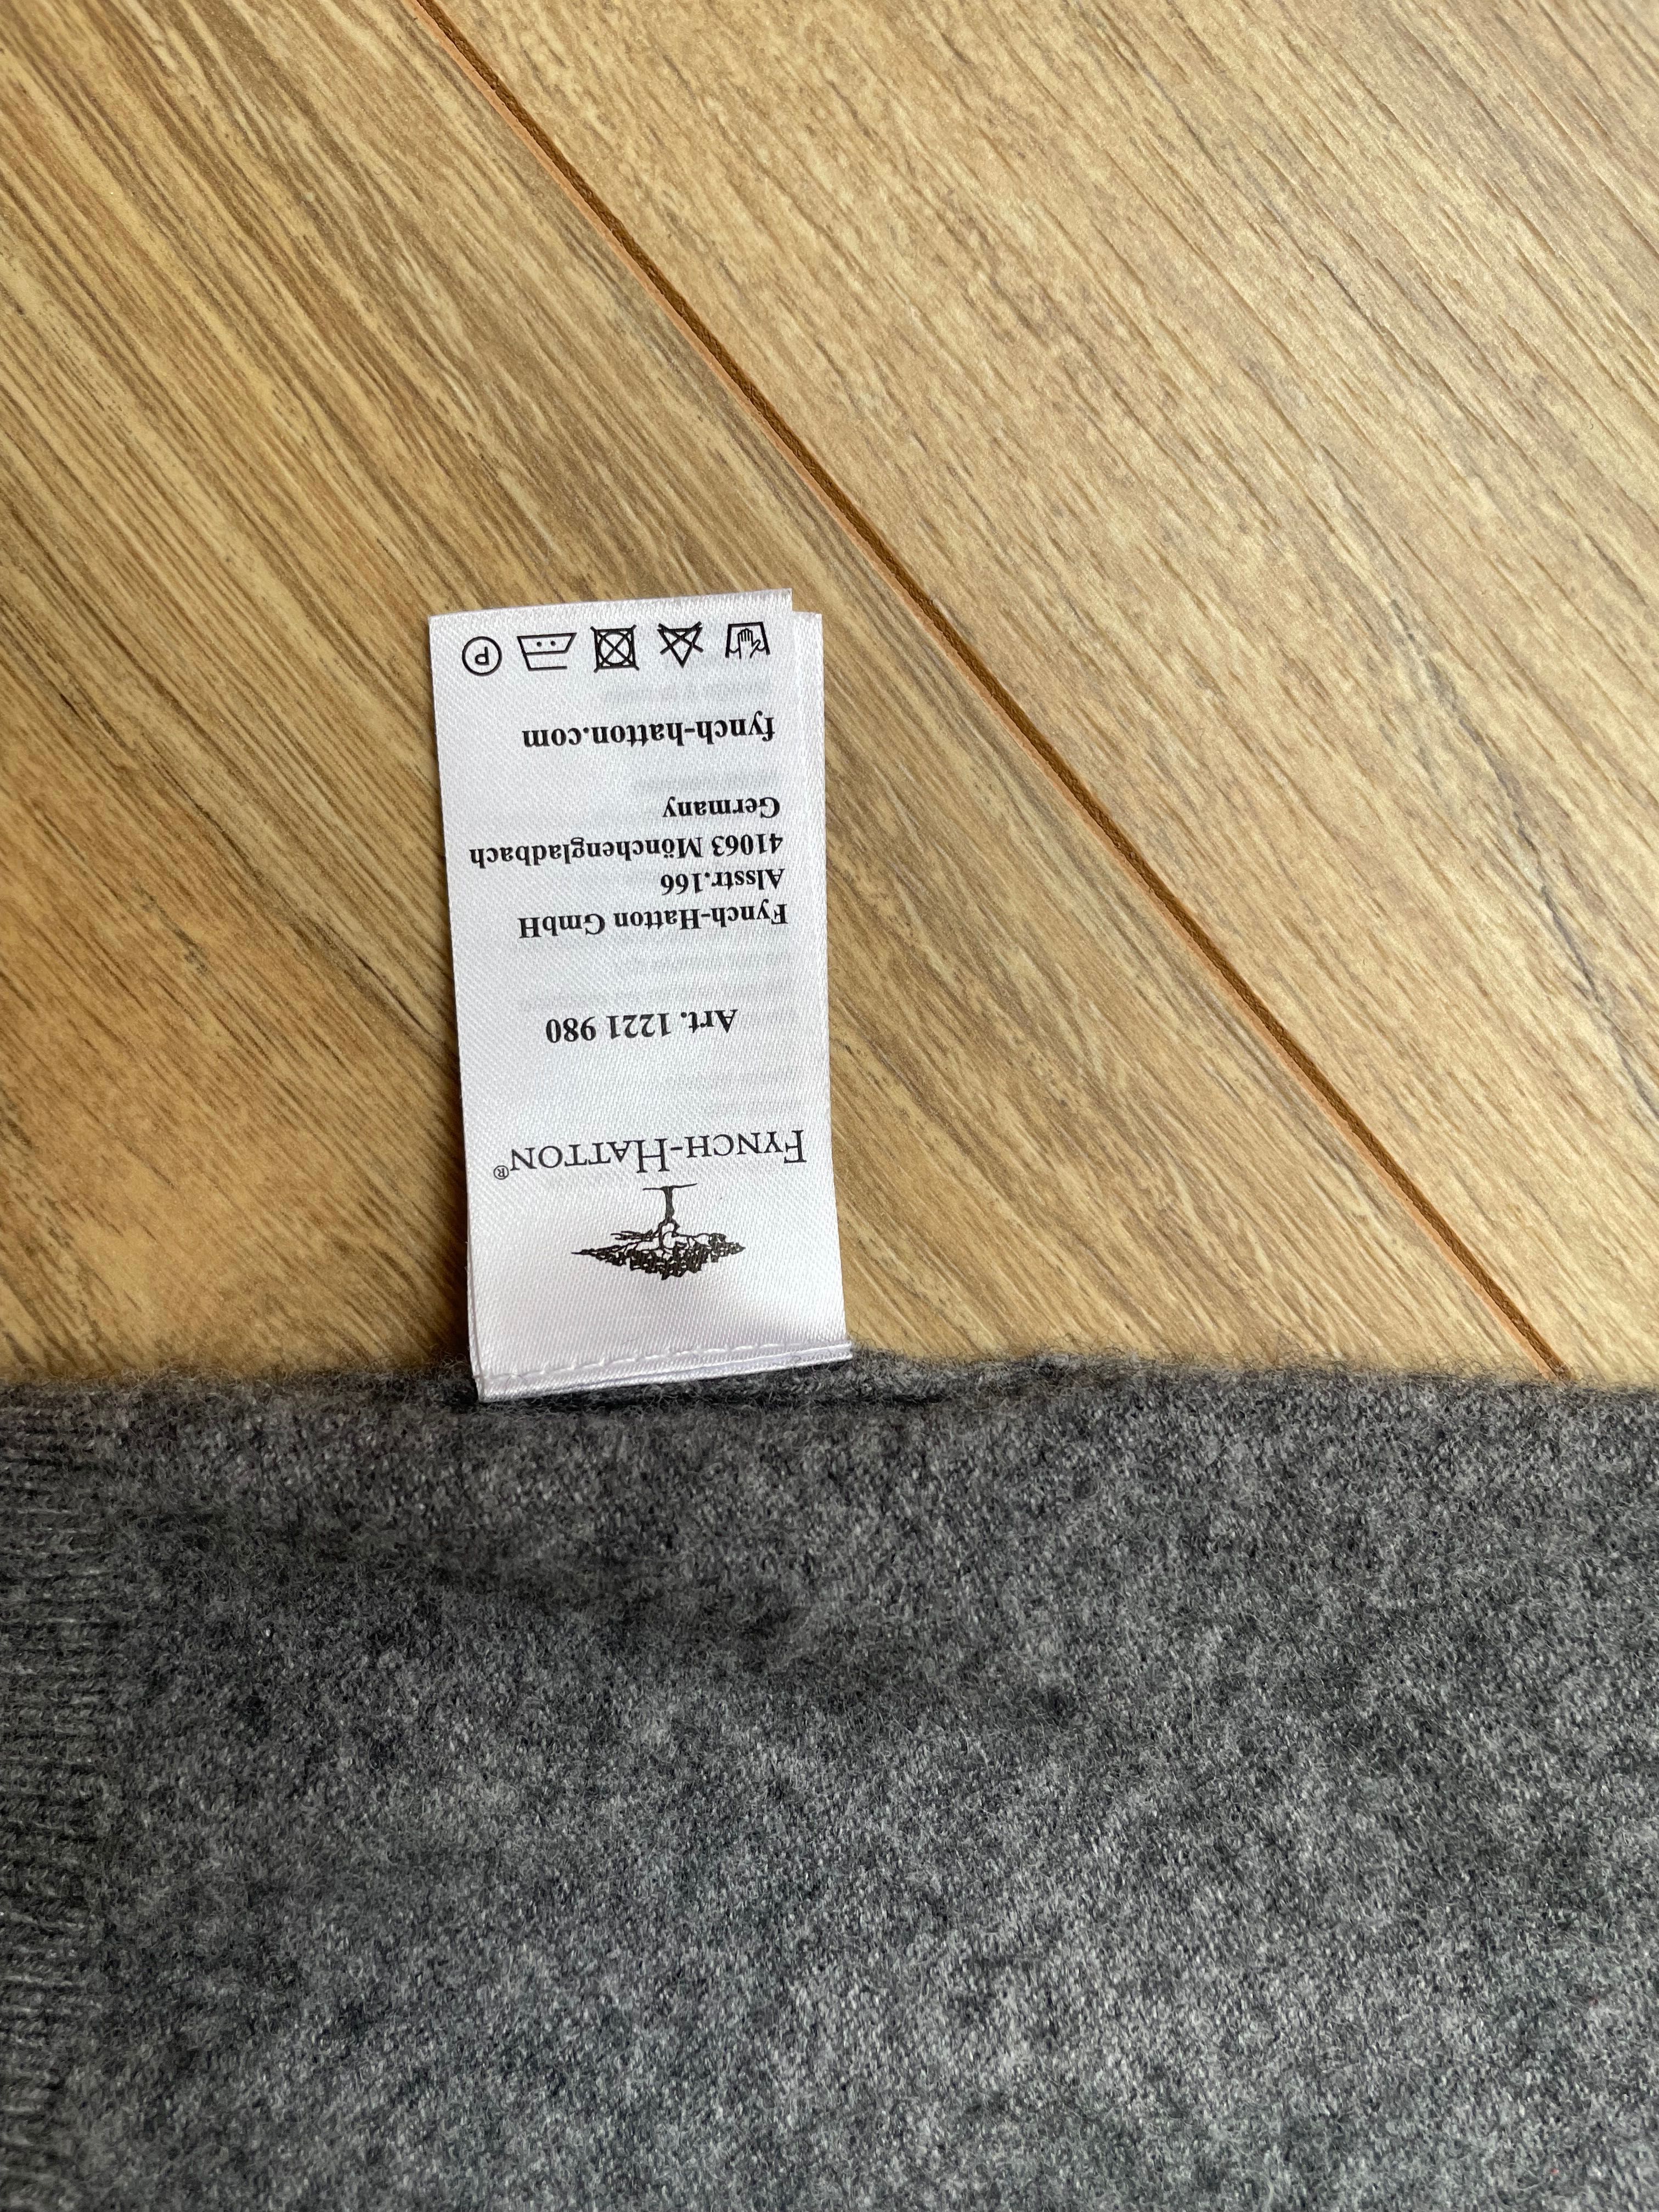 FYNCH-HATTON®
Art. 1221 980
Fynch-Hatton GmbH
Alsstr.166
41063 Mönchengladbach
Germany
fynch-hatton.com
P